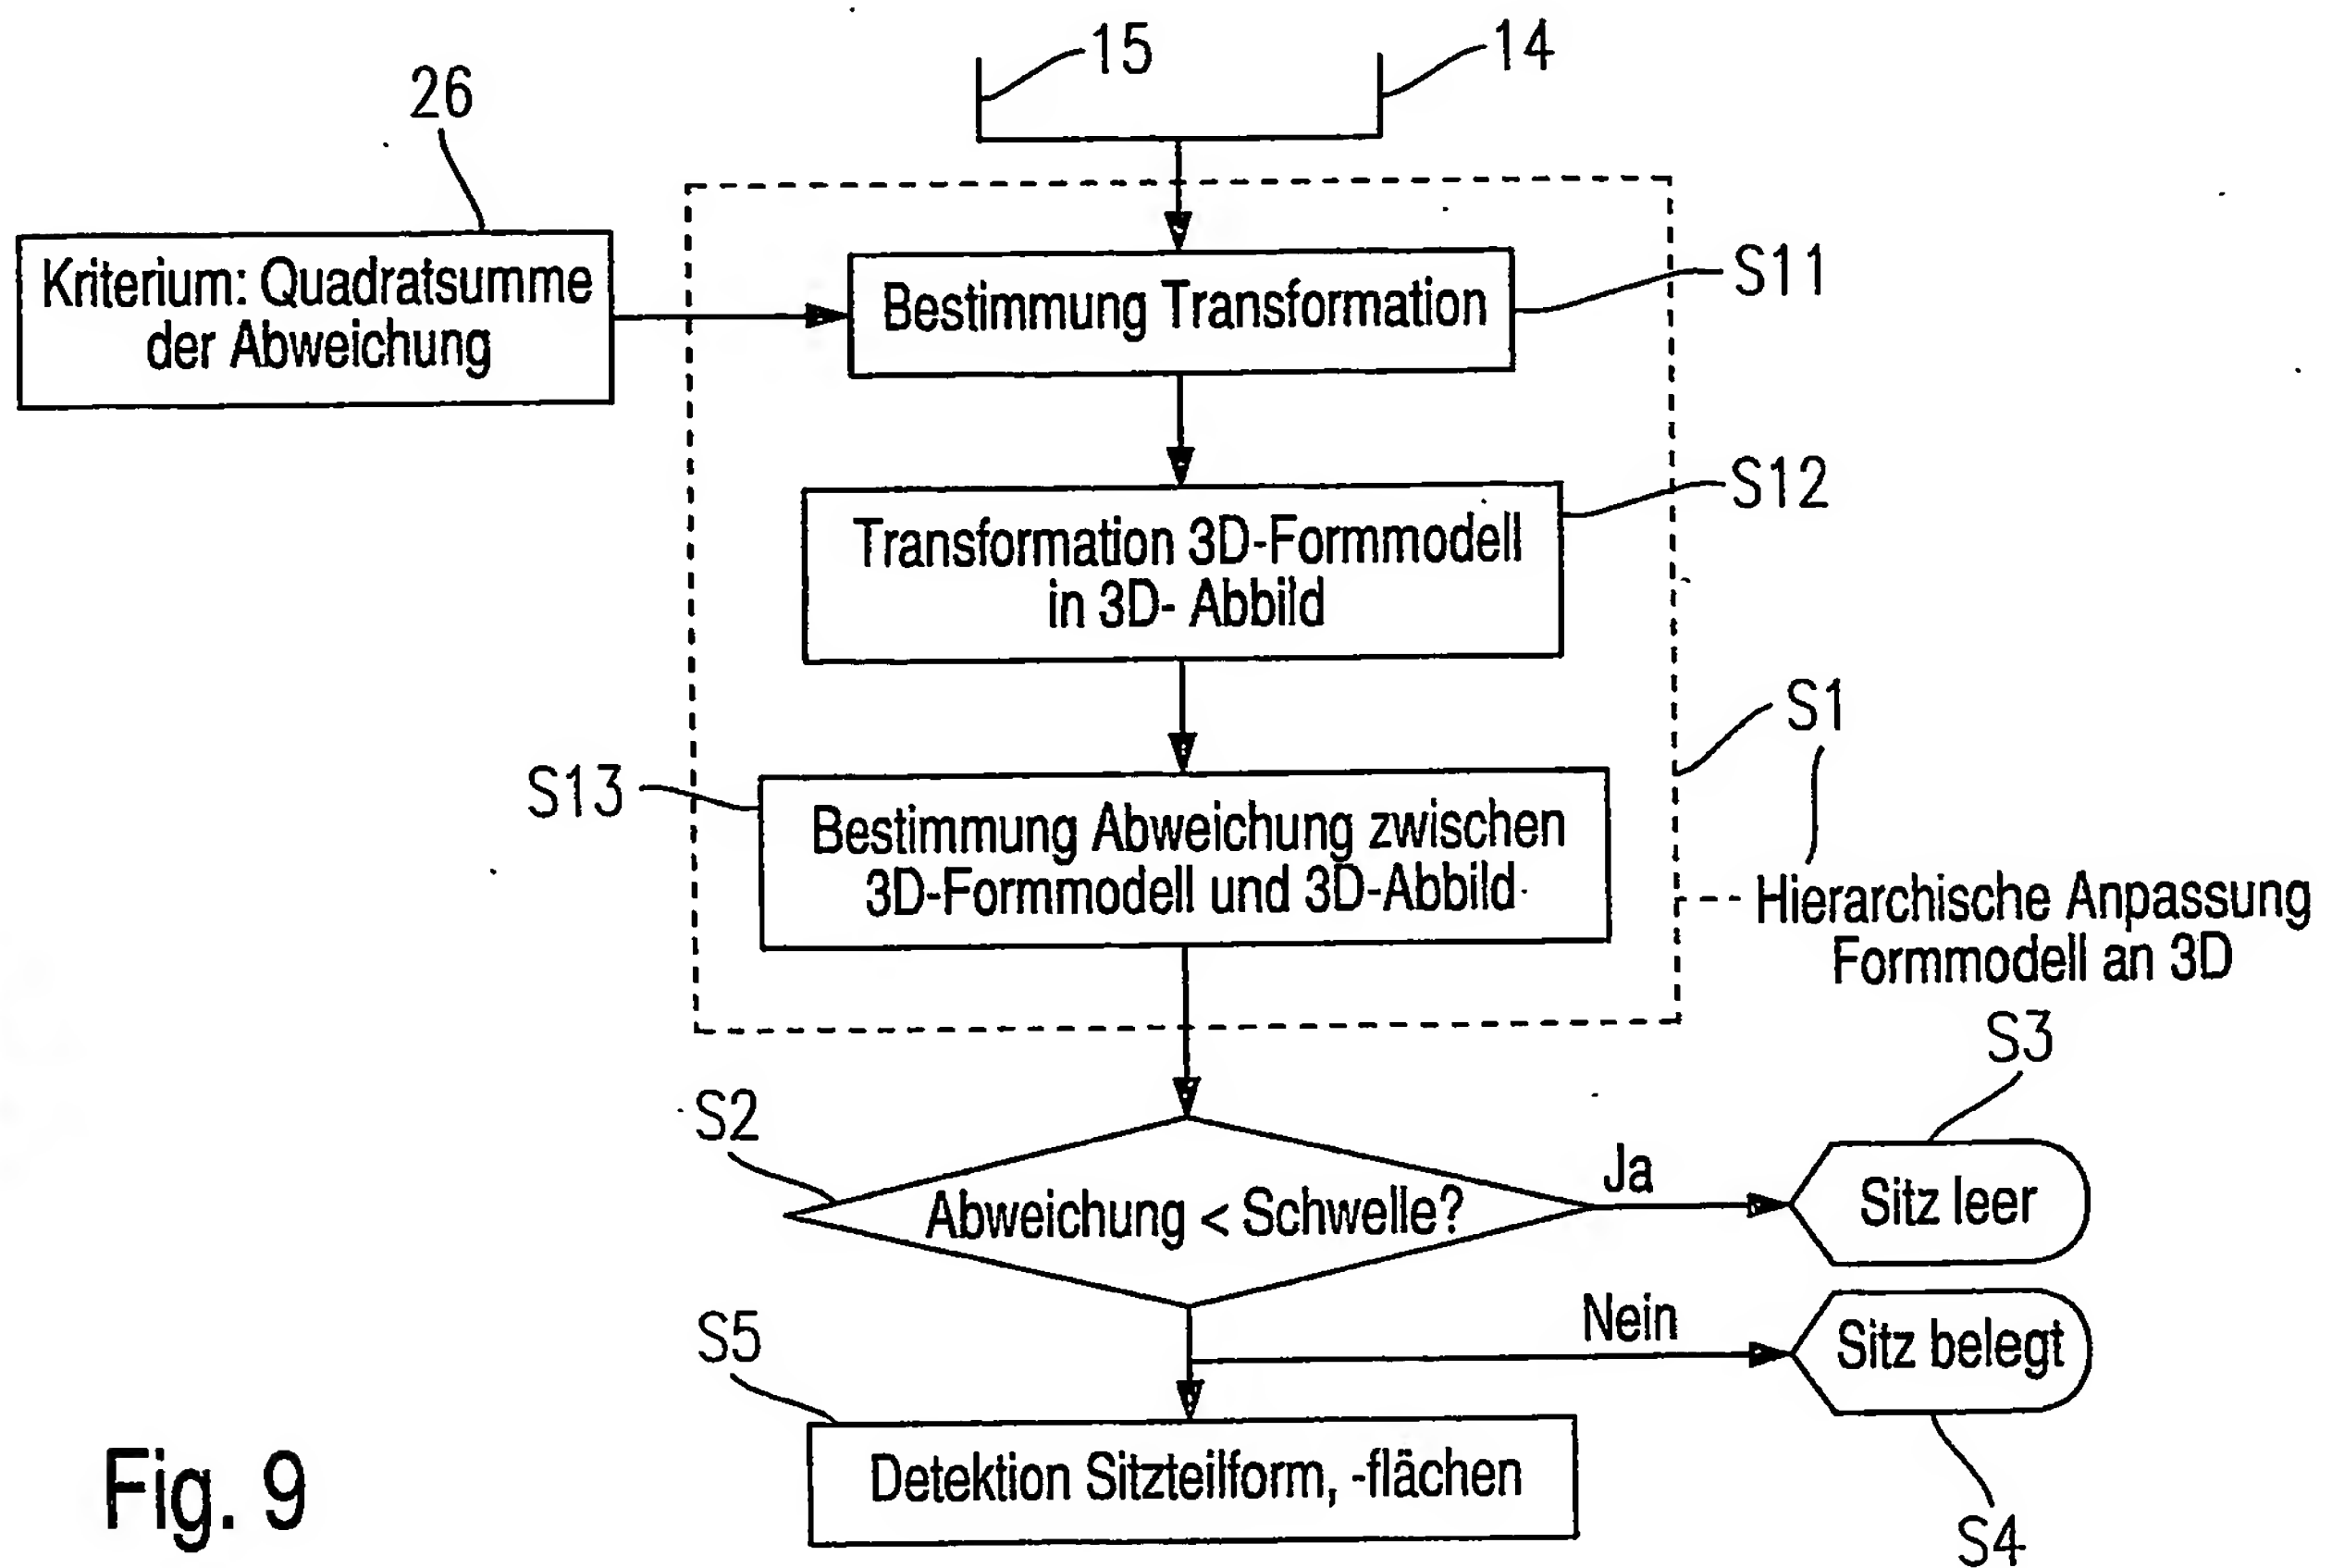 15
14
26
Kriterium: Quadratsumme
der Abweichung
Bestimmung Transformation
S11
Transformation 3D-Formmodell
in 3D- Abbild
S12
S1
S13
Bestimmung Abweichung zwischen
3D-Formmodell und 3D-Abbild
Hierarchische Anpassung
Formmodell an 3D
S3
S2
Abweichung < Schwelle?
Ja
Sitz leer
Nein
Sitz belegt
S5
Detektion Sitzteilform, -flächen
S4
Fig. 9